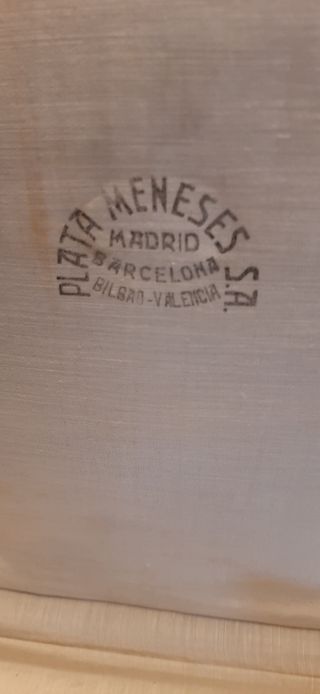 PLATA MENESES S.A.
MADRID
BARCELONA
BILBAO-VALENCIA